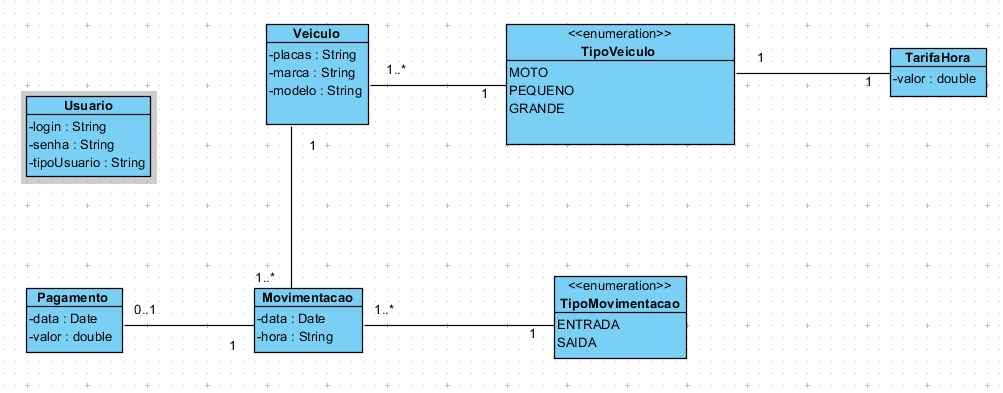 Veiculo
-placas : String
-marca : String
-modelo : String
1..*
1
<<enumeration>>
TipoVeiculo
MOTO
PEQUENO
GRANDE
1
1
TarifaHora
-valor : double
Usuario
-login : String
-senha : String
-tipoUsuario : String
1
1..*
Pagamento
-data : Date
-valor : double
0..1
1
Movimentacao
-data : Date
-hora : String
1..*
1
<<enumeration>>
TipoMovimentacao
ENTRADA
SAIDA